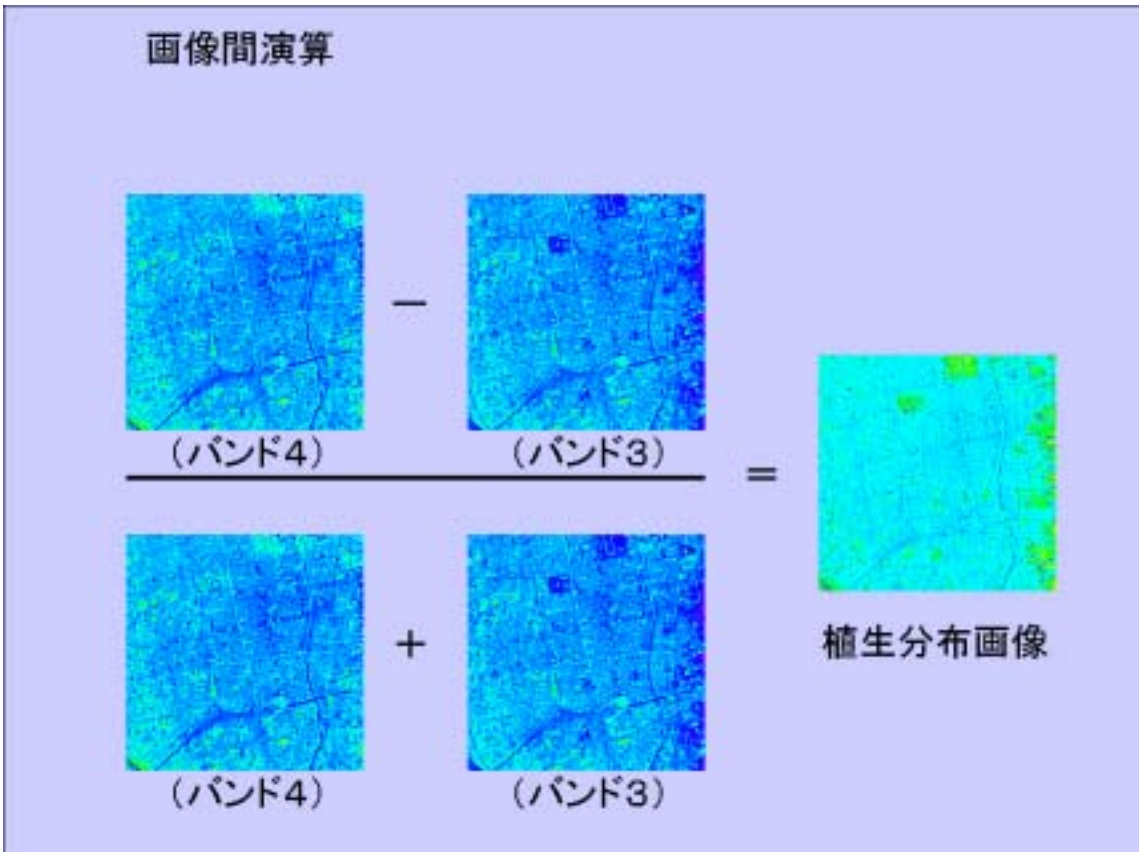 画像間演算
－
（バンド４）
（バンド３）
＝
＋
植生分布画像
（バンド４）
（バンド３）